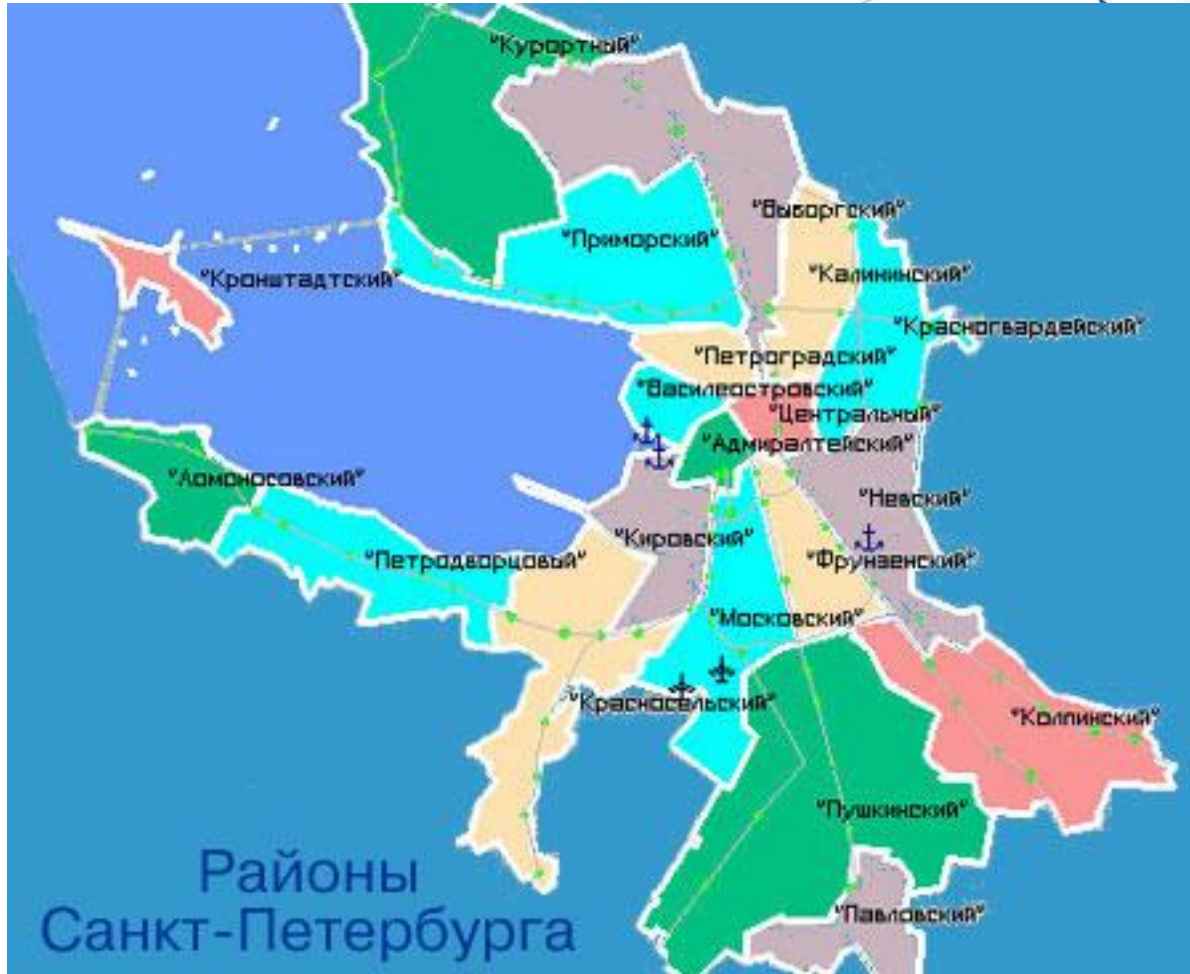 "Курортный"
"Выборгский"
"Приморский"
"Калининский"
"Кронштадтский"
"Красногвардейский"
"Петроградский"
"Василеостровский"
"Центральный"
"Адмиралтейский"
"Ломоносовский"
"Невский"
"Кировский"
"Петродворцовый"
"Фрунзенский"
"Московский"
"Красносельский"
"Колпинский"
"Пушкинский"
"Павловский"
Районы
Санкт-Петербурга